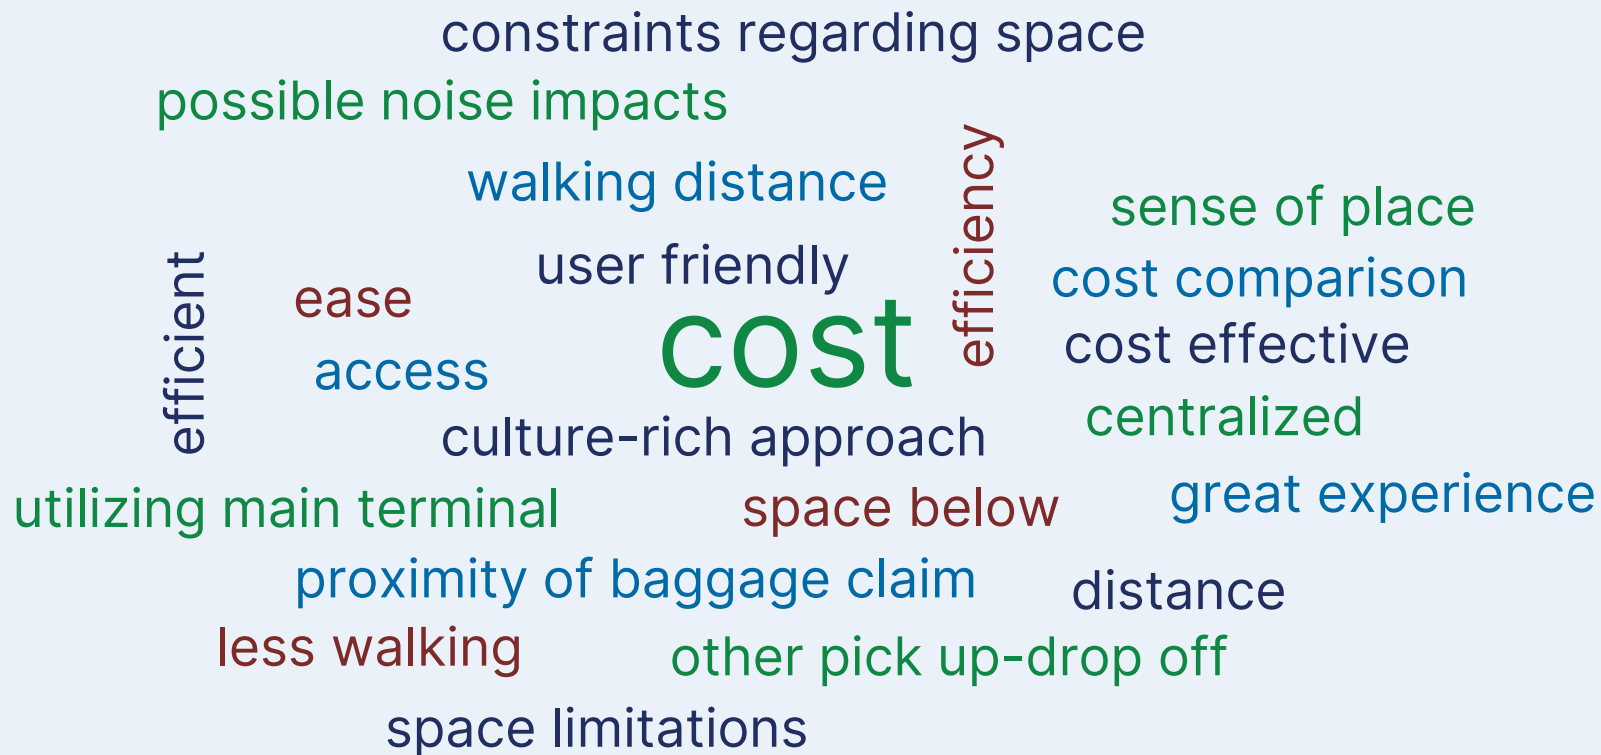 constraints regarding space
possible noise impacts
walking distance
efficiency
sense of place
user friendly
cost comparison
efficient
ease
cost
cost effective
access
centralized
culture-rich approach
great experience
utilizing main terminal
space below
proximity of baggage claim
distance
less walking
other pick up-drop off
space limitations